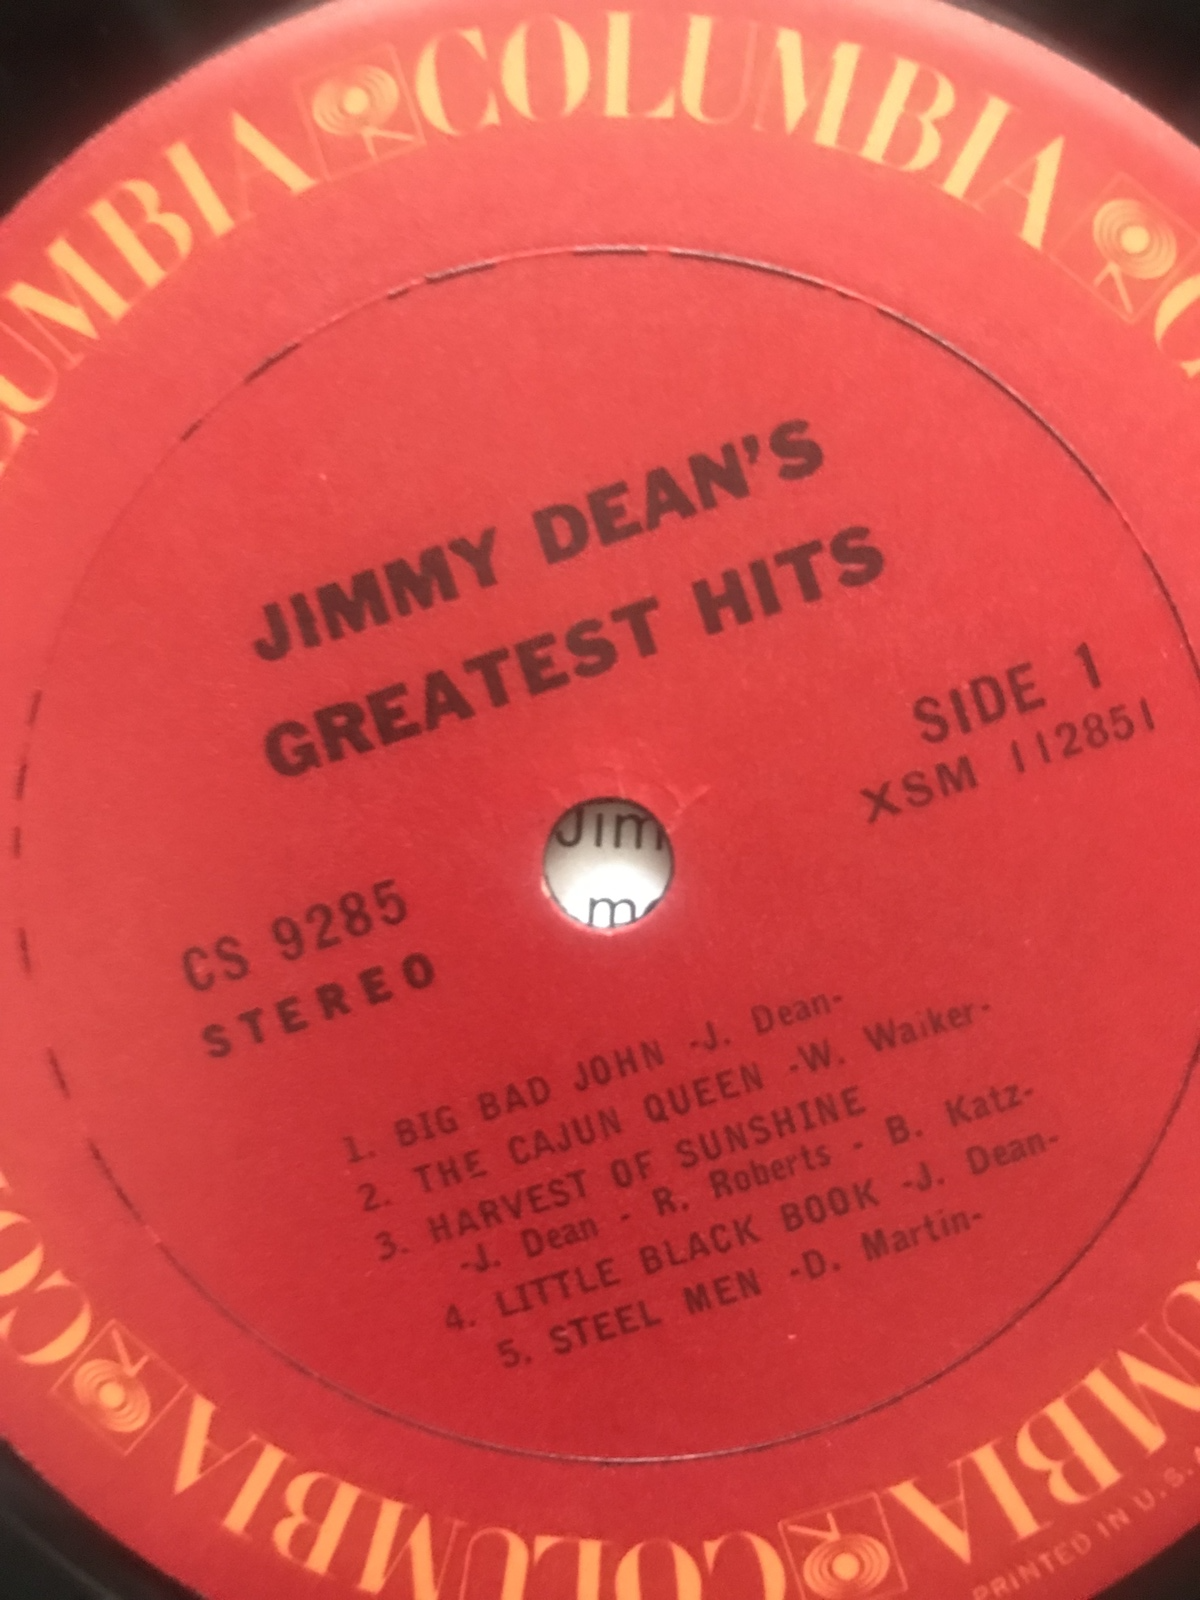 COLUMBIA COLUMBIA
JIMMY DEAN'S
GREATEST HITS
SIDE 1
XSM 112851
CS 9285
STEREO
1. BIG BAD JOHN -J. Dean-
2. THE CAJUN QUEEN -W. Walker-
3. HARVEST OF SUNSHINE
-J. Dean - R. Roberts - B. Katz-
4. LITTLE BLACK BOOK -J. Dean-
5. STEEL MEN -D. Martin-
Jim
COLUMBIA COLUMBIA
PRINTED IN U.S.